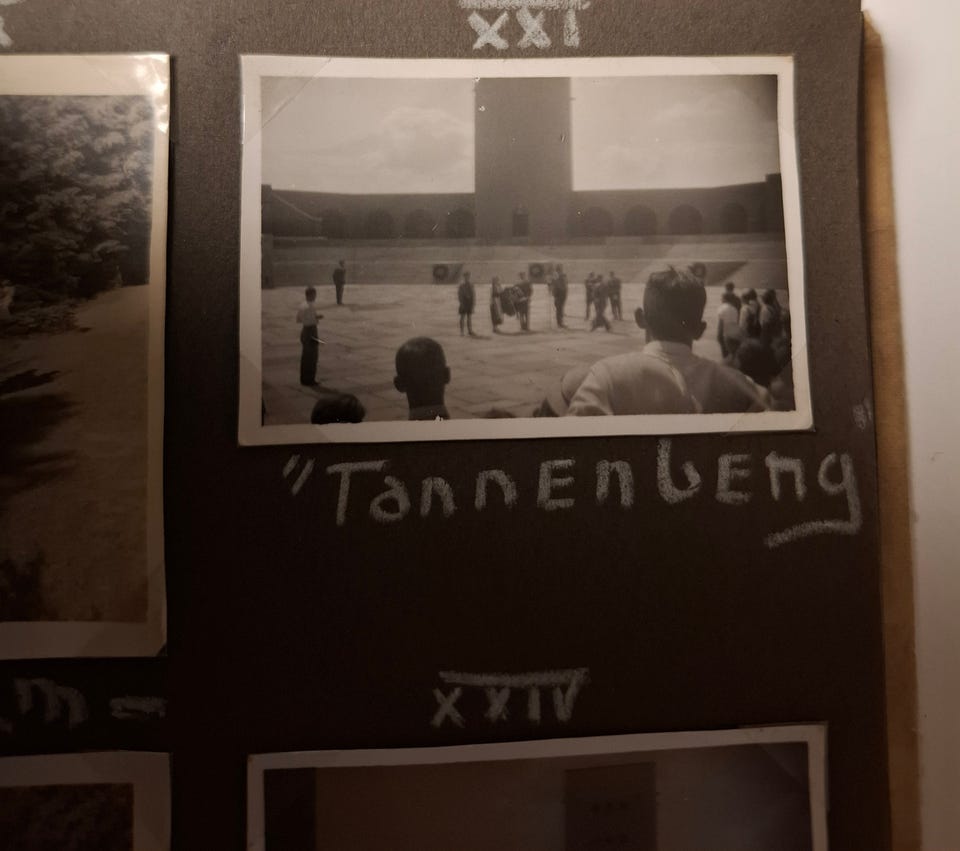 XXI
"Tannenberg"
m =
XXIV